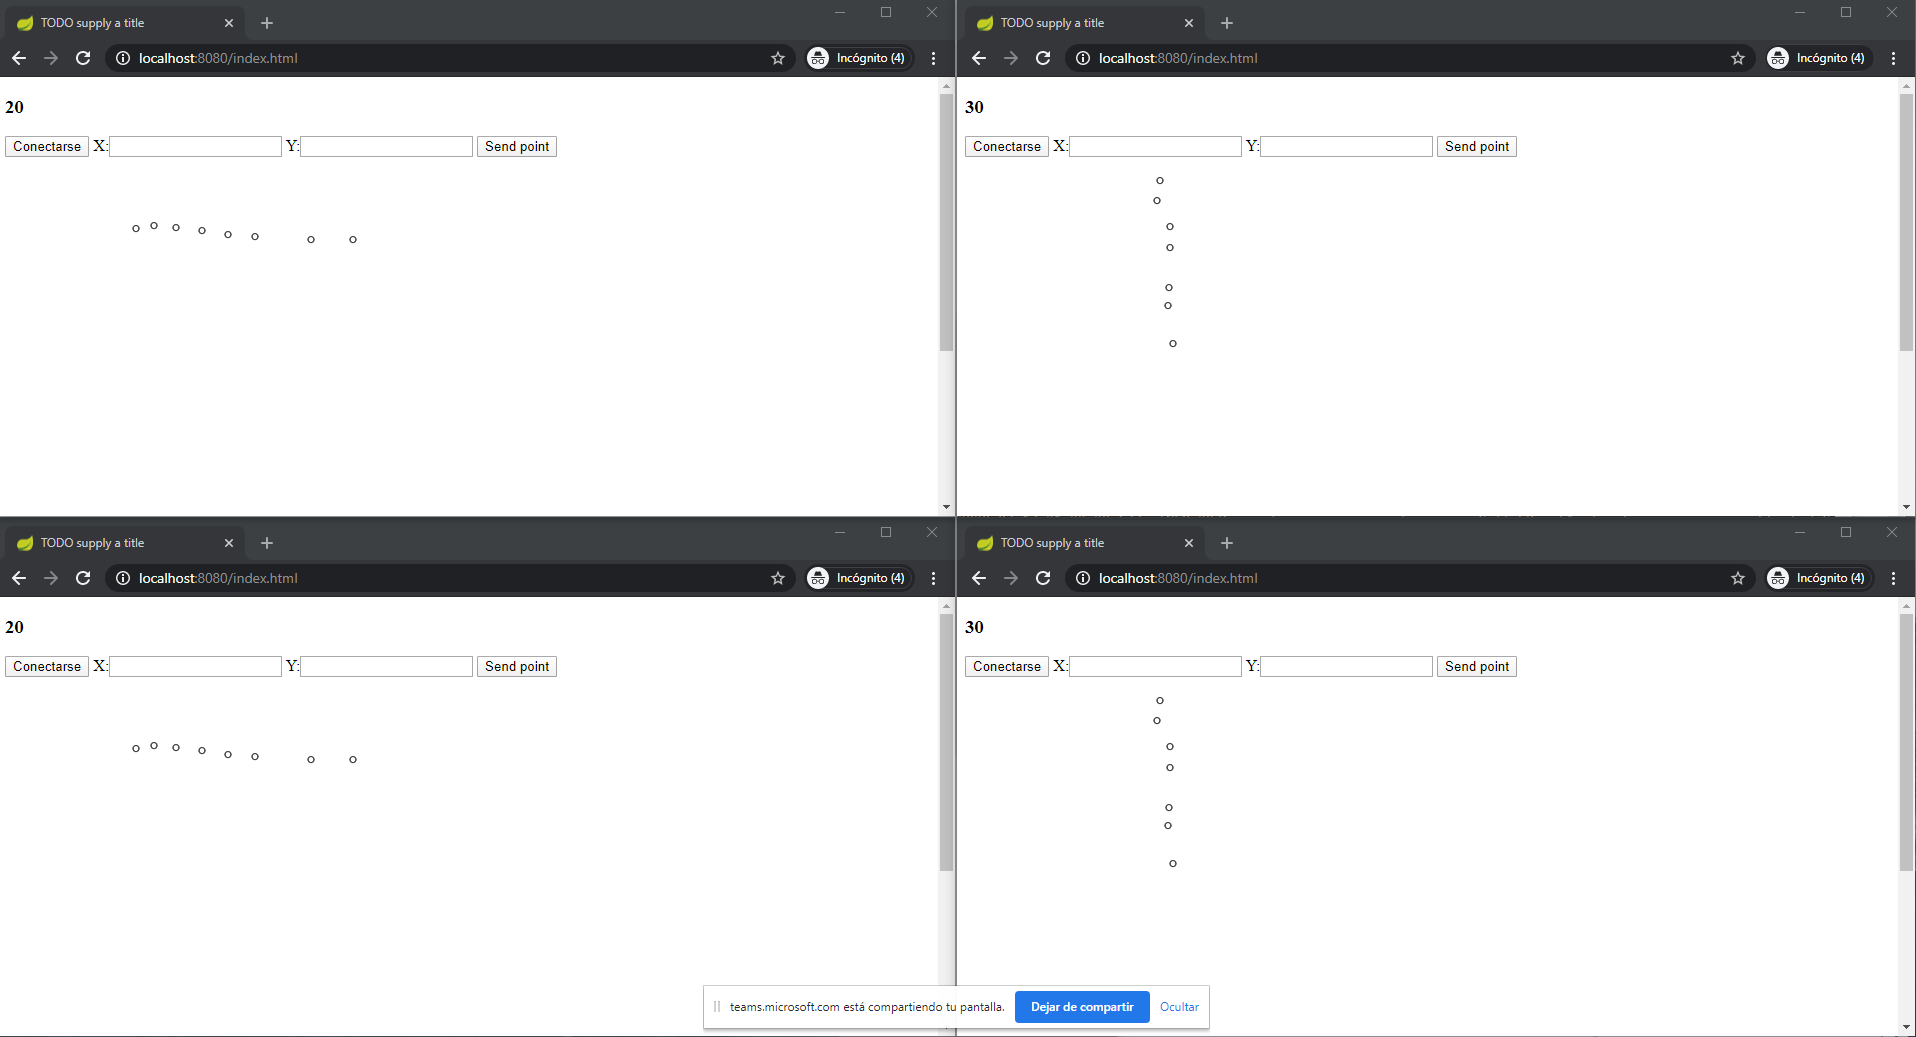 TODO supply a title
localhost:8080/index.html
Incógnito (4)
20
Conectarse X: Y: Send point
TODO supply a title
localhost:8080/index.html
Incógnito (4)
30
Conectarse X: Y: Send point
TODO supply a title
localhost:8080/index.html
Incógnito (4)
20
Conectarse X: Y: Send point
TODO supply a title
localhost:8080/index.html
Incógnito (4)
30
Conectarse X: Y: Send point
teams.microsoft.com está compartiendo tu pantalla. Dejar de compartir Ocultar